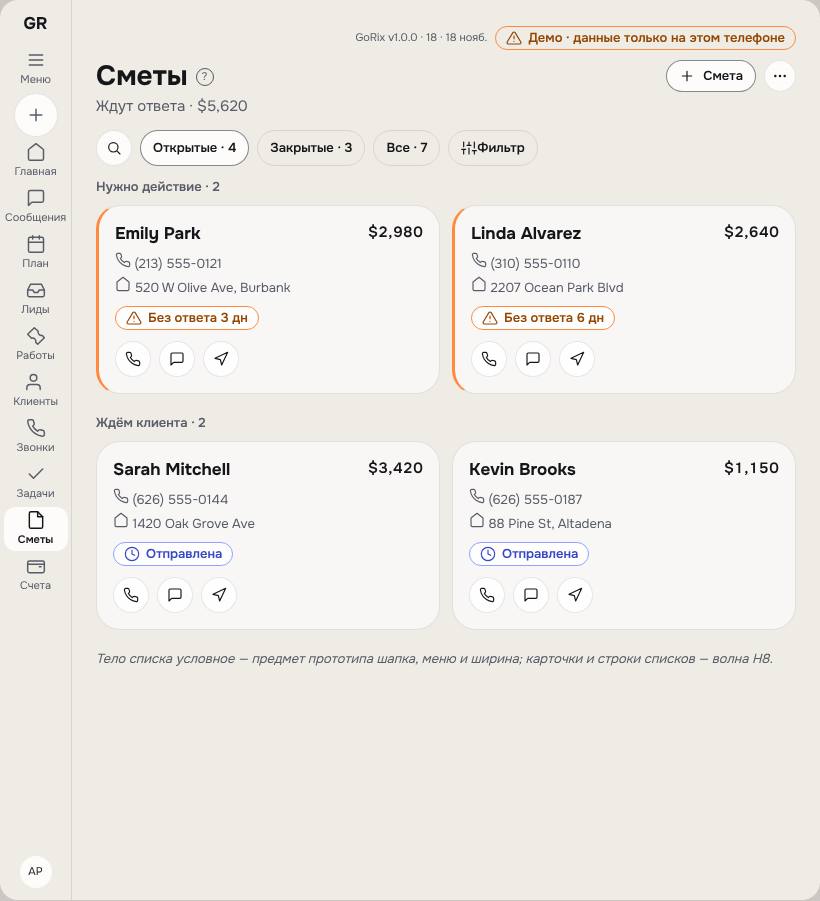 GR
Меню
Главная
Сообщения
План
Лиды
Работы
Клиенты
Звонки
Задачи
Сметы
Счета
AP
GoRix v1.0.0 · 18 · 18 нояб.
Демо · данные только на этом телефоне
Сметы ?
+ Смета
Ждут ответа · $5,620
Открытые · 4
Закрытые · 3
Все · 7
Фильтр
Нужно действие · 2
Emily Park $2,980
(213) 555-0121
520 W Olive Ave, Burbank
Без ответа 3 дн
Linda Alvarez $2,640
(310) 555-0110
2207 Ocean Park Blvd
Без ответа 6 дн
Ждём клиента · 2
Sarah Mitchell $3,420
(626) 555-0144
1420 Oak Grove Ave
Отправлена
Kevin Brooks $1,150
(626) 555-0187
88 Pine St, Altadena
Отправлена
Тело списка условное — предмет прототипа шапка, меню и ширина; карточки и строки списков — волна H8.